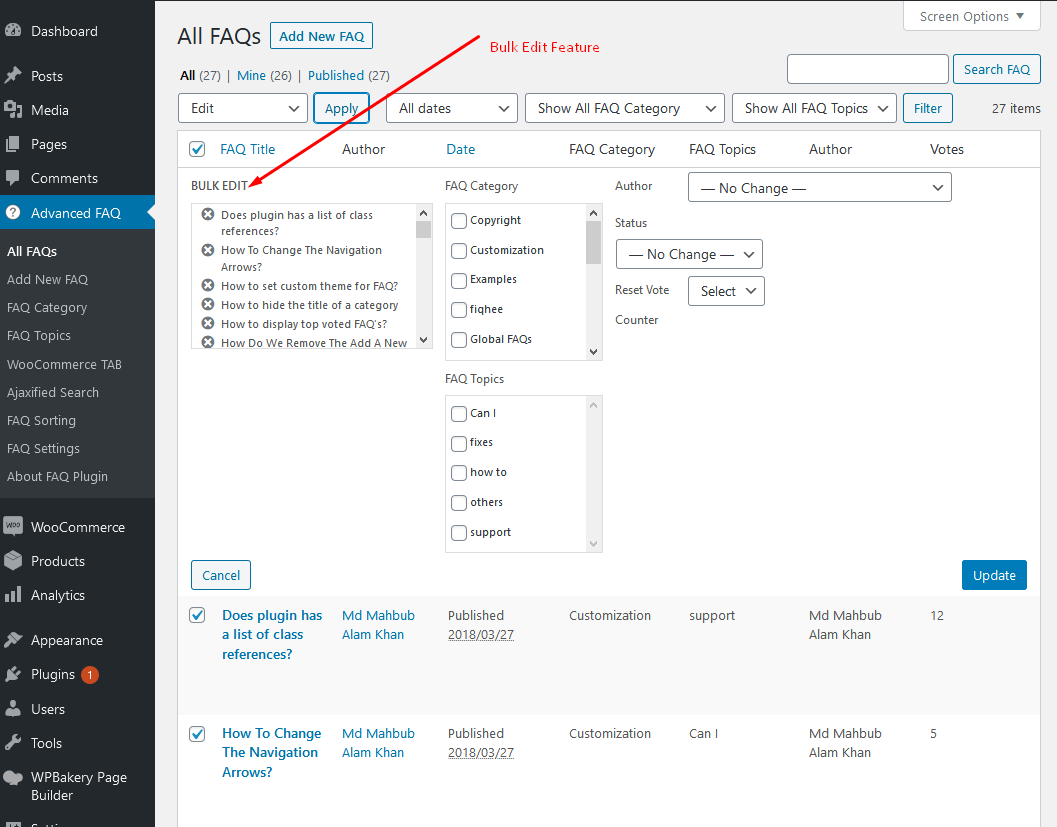 Dashboard
Posts
Media
Pages
Comments
Advanced FAQ
All FAQs
Add New FAQ
FAQ Category
FAQ Topics
WooCommerce TAB
Ajaxified Search
FAQ Sorting
FAQ Settings
About FAQ Plugin
WooCommerce
Products
Analytics
Appearance
Plugins 1
Users
Tools
WPBakery Page
Builder
Screen Options ▼
All FAQs Add New FAQ
Bulk Edit Feature
All (27) | Mine (26) | Published (27)
Search FAQ
Edit Apply All dates Show All FAQ Category Show All FAQ Topics Filter 27 items
FAQ Title Author Date FAQ Category FAQ Topics Author Votes
BULK EDIT
Does plugin has a list of class
references?
How To Change The Navigation
Arrows?
How to set custom theme for FAQ?
How to hide the title of a category
How to display top voted FAQ's?
How Do We Remove The Add A New
FAQ Category
Copyright
Customization
Examples
fiqhee
Global FAQs
FAQ Topics
Can I
fixes
how to
others
support
Author — No Change —
Status
— No Change —
Reset Vote Select
Counter
Cancel Update
Does plugin has
a list of class
references?
Md Mahbub
Alam Khan
Published
2018/03/27
Customization
support
Md Mahbub
Alam Khan
12
How To Change
The Navigation
Arrows?
Md Mahbub
Alam Khan
Published
2018/03/27
Customization
Can I
Md Mahbub
Alam Khan
5